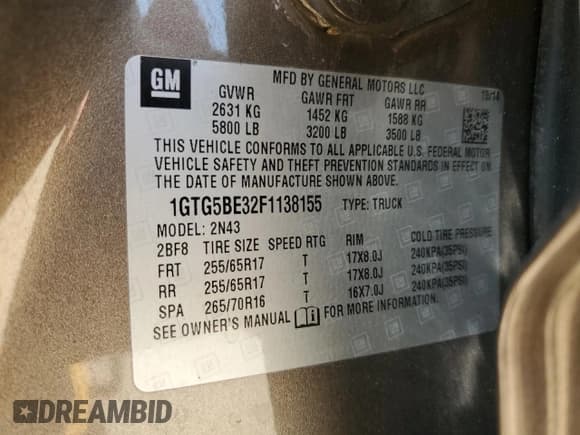 GM
MFD BY GENERAL MOTORS LLC
GVWR GAWR FRT GAWR RR
2631 KG 1452 KG 1588 KG
5800 LB 3200 LB 3500 LB
THIS VEHICLE CONFORMS TO ALL APPLICABLE U.S. FEDERAL MOTOR
VEHICLE SAFETY AND THEFT PREVENTION STANDARDS IN EFFECT ON
THE DATE OF MANUFACTURE SHOWN ABOVE.
1GTG5BE32F1138155 TYPE: TRUCK
MODEL: 2N43
2BF8 TIRE SIZE SPEED RTG RIM COLD TIRE PRESSURE
FRT 255/65R17 T 17X8.0J 240KPA(35PSI)
RR 255/65R17 T 17X8.0J 240KPA(35PSI)
SPA 265/70R16 T 16X7.0J 240KPA(35PSI)
SEE OWNER'S MANUAL FOR MORE INFORMATION.
DREAMBID